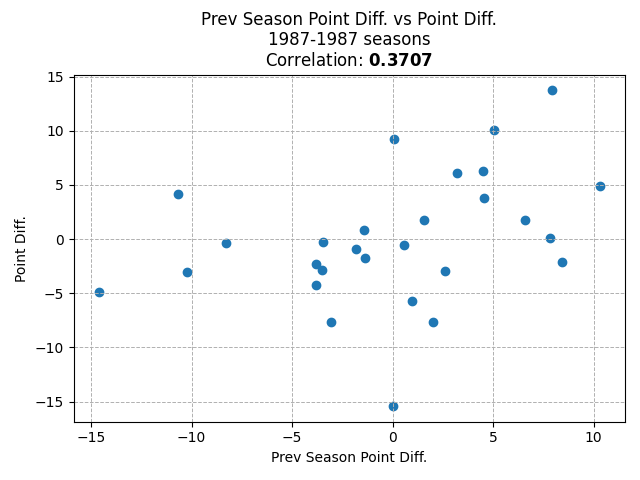 Prev Season Point Diff. vs Point Diff.
1987-1987 seasons
Correlation: 0.3707
15
10
5
0
−5
−10
−15
Point Diff.
−15
−10
−5
0
5
10
Prev Season Point Diff.